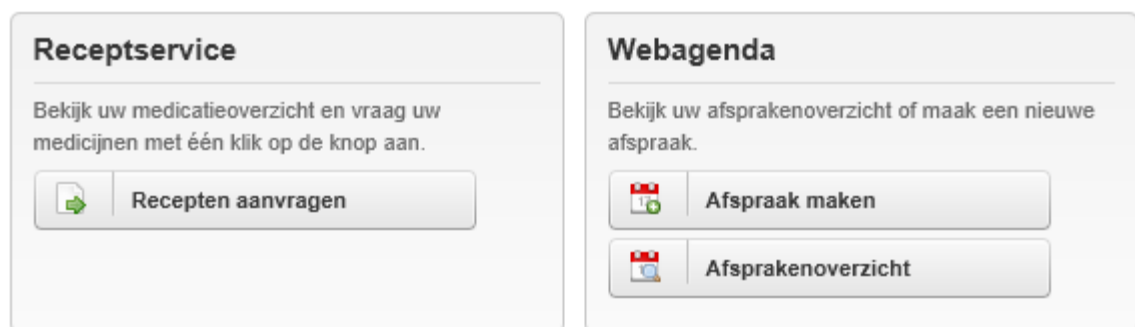 Receptservice
Bekijk uw medicatieoverzicht en vraag uw
medicijnen met één klik op de knop aan.
Recepten aanvragen
Webagenda
Bekijk uw afsprakenoverzicht of maak een nieuwe
afspraak.
Afspraak maken
Afsprakenoverzicht